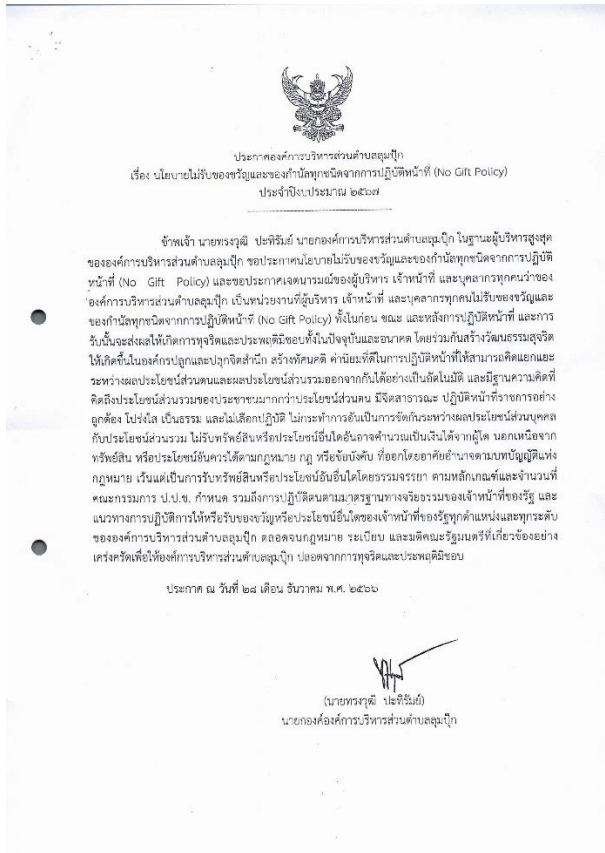 ประกาศองค์การบริหารส่วนตำบลลุมปุ๊ก
เรื่อง นโยบายไม่รับของขวัญและของกำนัลทุกชนิดจากการปฏิบัติหน้าที่ (No Gift Policy)
ประจำปีงบประมาณ ๒๕๖๗
ข้าพเจ้า นายทรงวุฒิ ปะทิรัมย์ นายกองค์การบริหารส่วนตำบลลุมปุ๊ก ในฐานะผู้บริหารสูงสุด
ขององค์การบริหารส่วนตำบลลุมปุ๊ก ขอประกาศนโยบายไม่รับของขวัญและของกำนัลทุกชนิดจากการปฏิบัติ
หน้าที่ (No Gift Policy) และขอประกาศเจตนารมณ์ของผู้บริหาร เจ้าหน้าที่ และบุคลากรทุกคนว่าของ
องค์การบริหารส่วนตำบลลุมปุ๊ก เป็นหน่วยงานที่ผู้บริหาร เจ้าหน้าที่ และบุคลากรทุกคนไม่รับของขวัญและ
ของกำนัลทุกชนิดจากการปฏิบัติหน้าที่ (No Gift Policy) ทั้งในก่อน ขณะ และหลังการปฏิบัติหน้าที่ และการ
รับนั้นจะส่งผลให้เกิดการทุจริตและประพฤติมิชอบทั้งในปัจจุบันและอนาคต โดยร่วมกันสร้างวัฒนธรรมสุจริต
ให้เกิดขึ้นในองค์กรปลูกและปลุกจิตสำนึก สร้างทัศนคติ ค่านิยมที่ดีในการปฏิบัติหน้าที่ให้สามารถคิดแยกแยะ
ระหว่างผลประโยชน์ส่วนตนและผลประโยชน์ส่วนรวมออกจากกันได้อย่างเป็นอัตโนมัติ และมีฐานความคิดที่
คิดถึงประโยชน์ส่วนรวมของประชาชนมากกว่าประโยชน์ส่วนตน มีจิตสาธารณะ ปฏิบัติหน้าที่ราชการอย่าง
ถูกต้อง โปร่งใส เป็นธรรม และไม่เลือกปฏิบัติ ไม่กระทำการอันเป็นการขัดกันระหว่างผลประโยชน์ส่วนบุคคล
กับประโยชน์ส่วนรวม ไม่รับทรัพย์สินหรือประโยชน์อื่นใดอันอาจคำนวณเป็นเงินได้จากผู้ใด นอกเหนือจาก
ทรัพย์สิน หรือประโยชน์อันควรได้ตามกฎหมาย กฎ หรือข้อบังคับ ที่ออกโดยอาศัยอำนาจตามบทบัญญัติแห่ง
กฎหมาย เว้นแต่เป็นการรับทรัพย์สินหรือประโยชน์อันอื่นใดโดยธรรมจรรยา ตามหลักเกณฑ์และจำนวนที่
คณะกรรมการ ป.ป.ช. กำหนด รวมถึงการปฏิบัติตนตามมาตรฐานทางจริยธรรมของเจ้าหน้าที่ของรัฐ และ
แนวทางการปฏิบัติการให้หรือรับของขวัญหรือประโยชน์อื่นใดของเจ้าหน้าที่ของรัฐทุกตำแหน่งและทุกระดับ
ขององค์การบริหารส่วนตำบลลุมปุ๊ก ตลอดจนกฎหมาย ระเบียบ และมติคณะรัฐมนตรีที่เกี่ยวข้องอย่าง
เคร่งครัดเพื่อให้องค์การบริหารส่วนตำบลลุมปุ๊ก ปลอดจากการทุจริตและประพฤติมิชอบ
ประกาศ ณ วันที่ ๒๘ เดือน ธันวาคม พ.ศ. ๒๕๖๖
(นายทรงวุฒิ ปะทิรัมย์)
นายกองค์องค์การบริหารส่วนตำบลลุมปุ๊ก